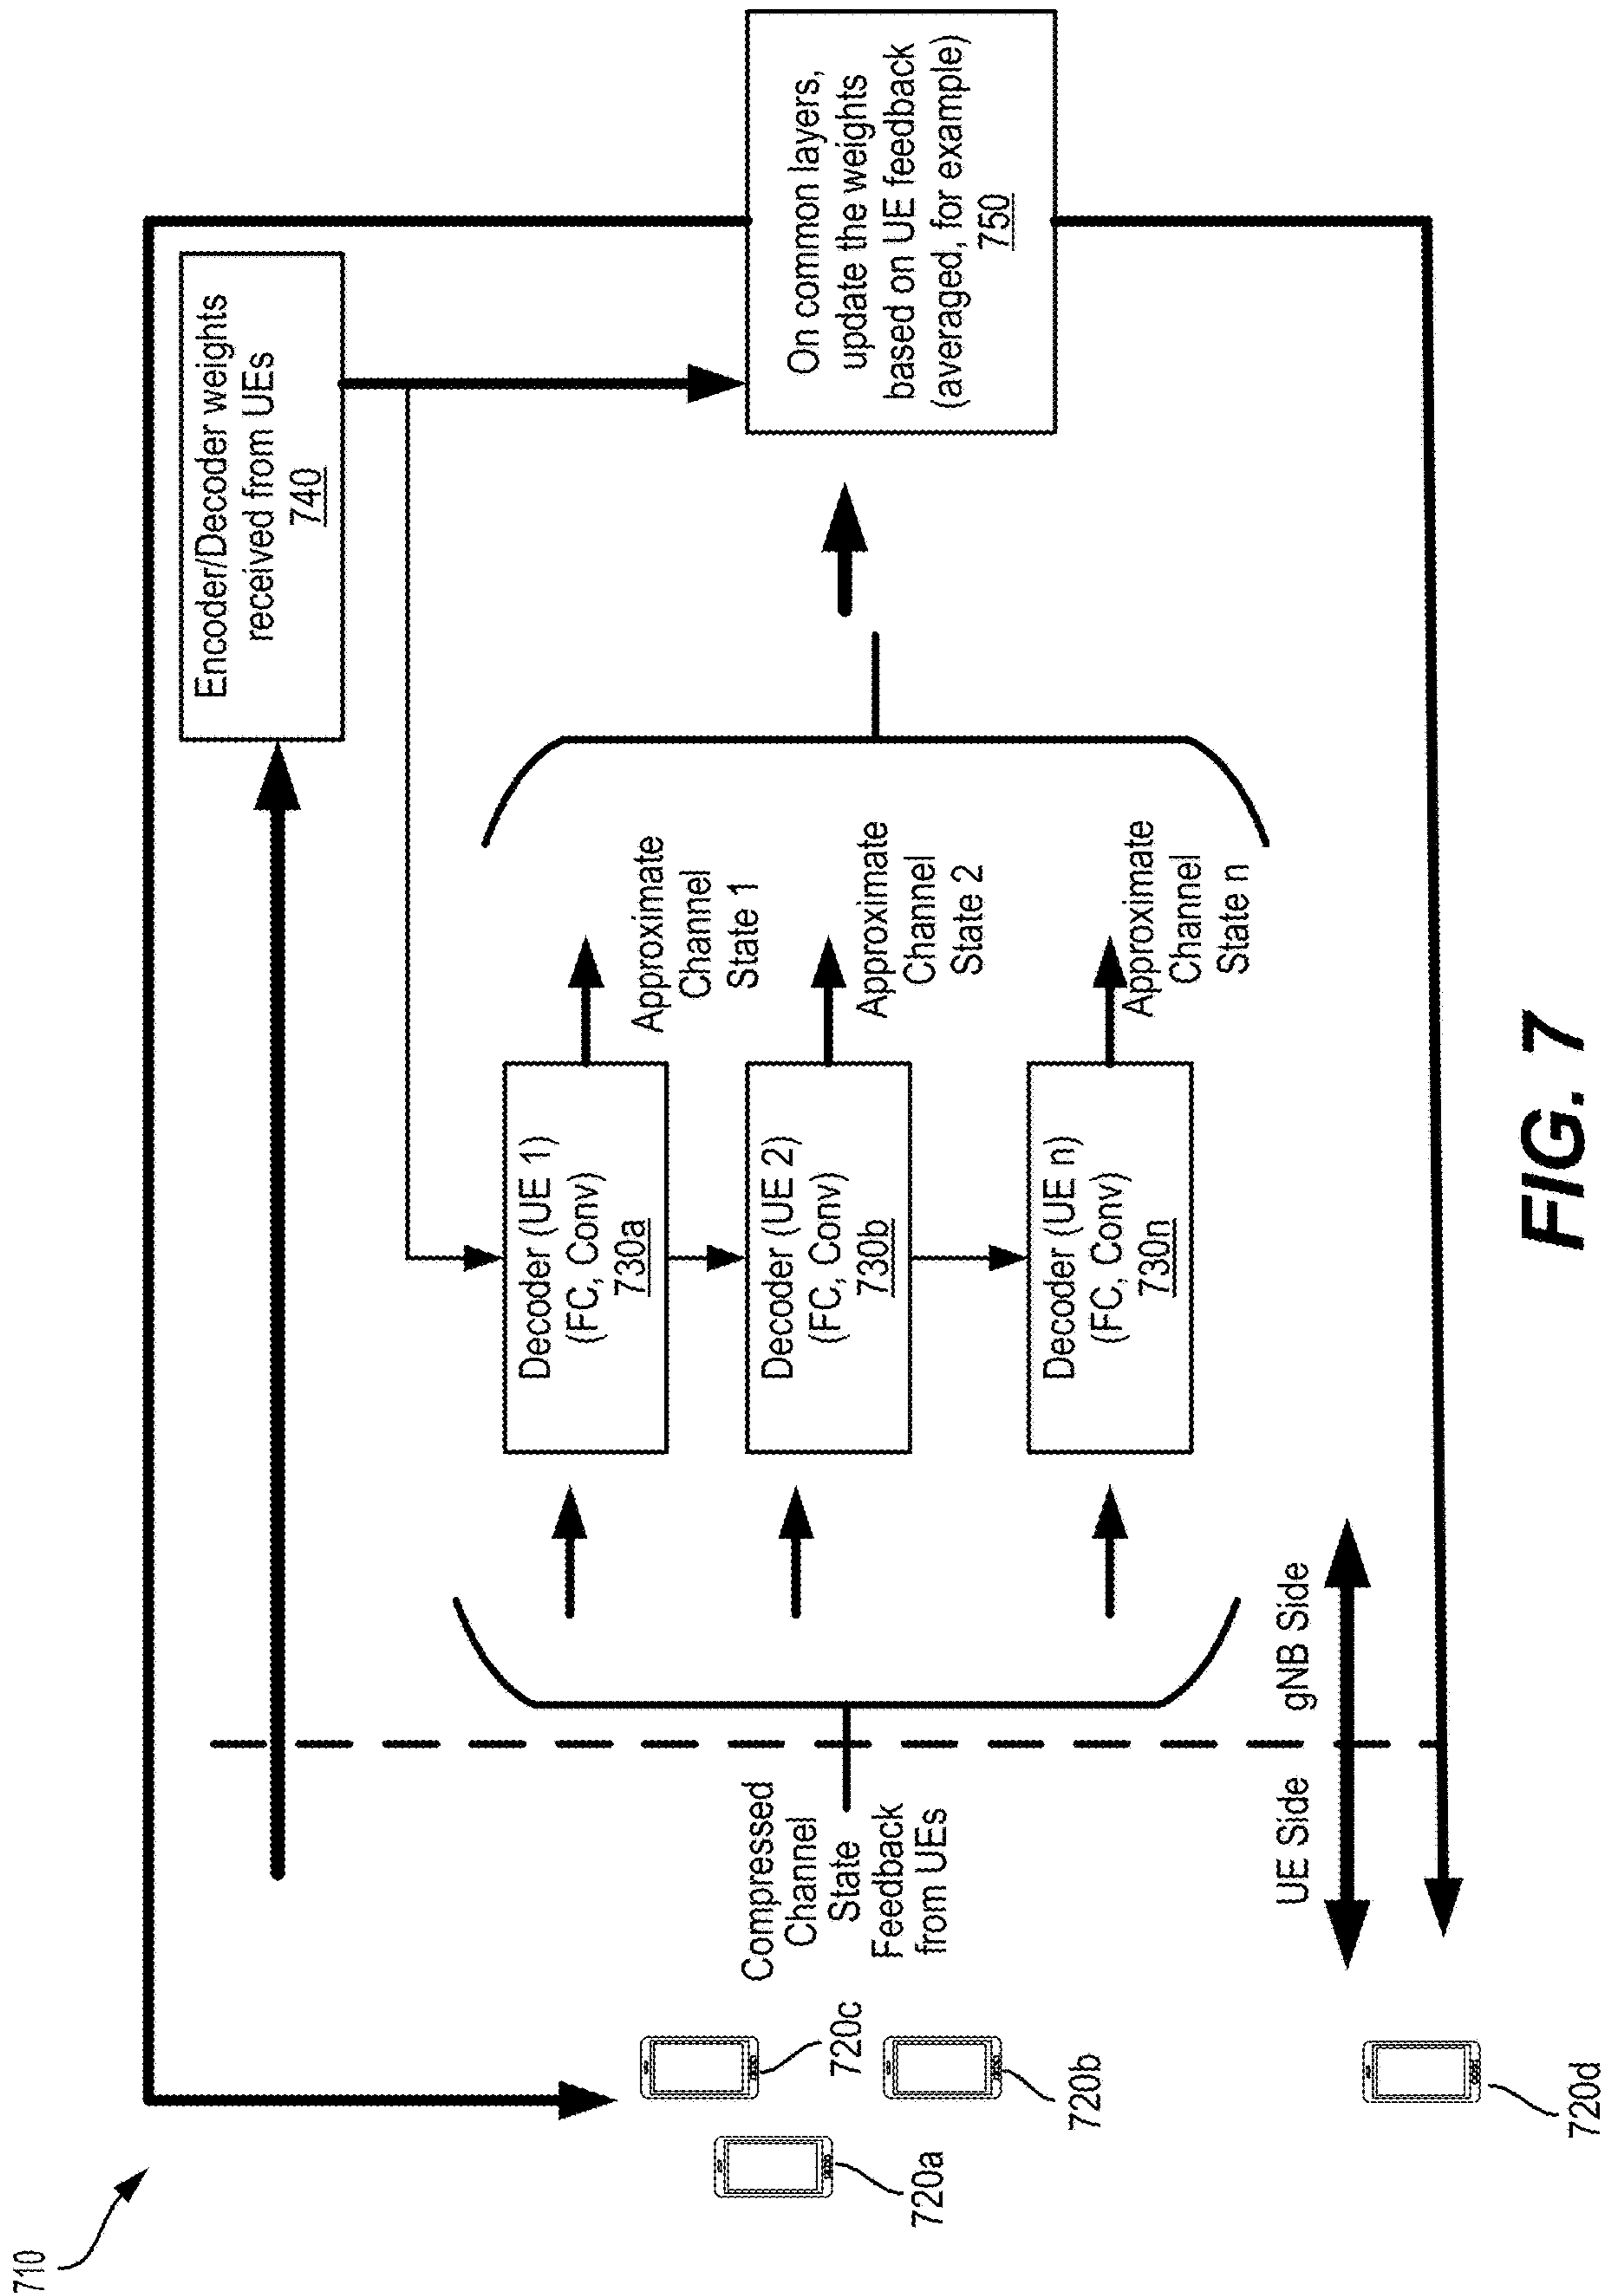 710
Encoder/Decoder weights
received from UEs
740
On common layers,
update the weights
based on UE feedback
(averaged, for example)
750
720a
720c
720b
720d
Compressed
Channel
State
Feedback
from UEs
UE Side
gNB Side
Decoder (UE 1)
(FC, Conv)
730a
Approximate
Channel
State 1
Decoder (UE 2)
(FC, Conv)
730b
Approximate
Channel
State 2
Decoder (UE n)
(FC, Conv)
730n
Approximate
Channel
State n
FIG. 7